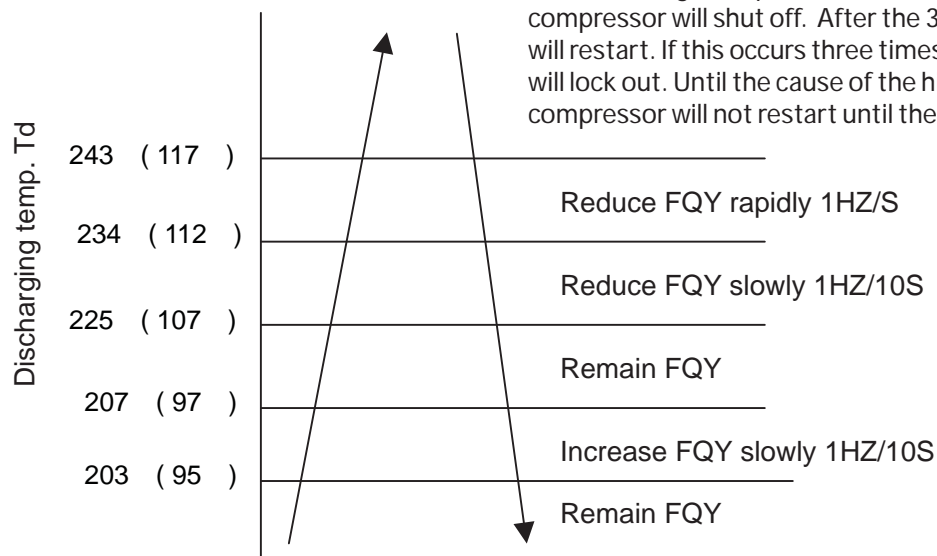 compressor will shut off. After the 3
will restart. If this occurs three times
will lock out. Until the cause of the h
compressor will not restart until the
Discharging temp. Td
243 ( 117 )
Reduce FQY rapidly 1HZ/S
234 ( 112 )
Reduce FQY slowly 1HZ/10S
225 ( 107 )
Remain FQY
207 ( 97 )
Increase FQY slowly 1HZ/10S
203 ( 95 )
Remain FQY